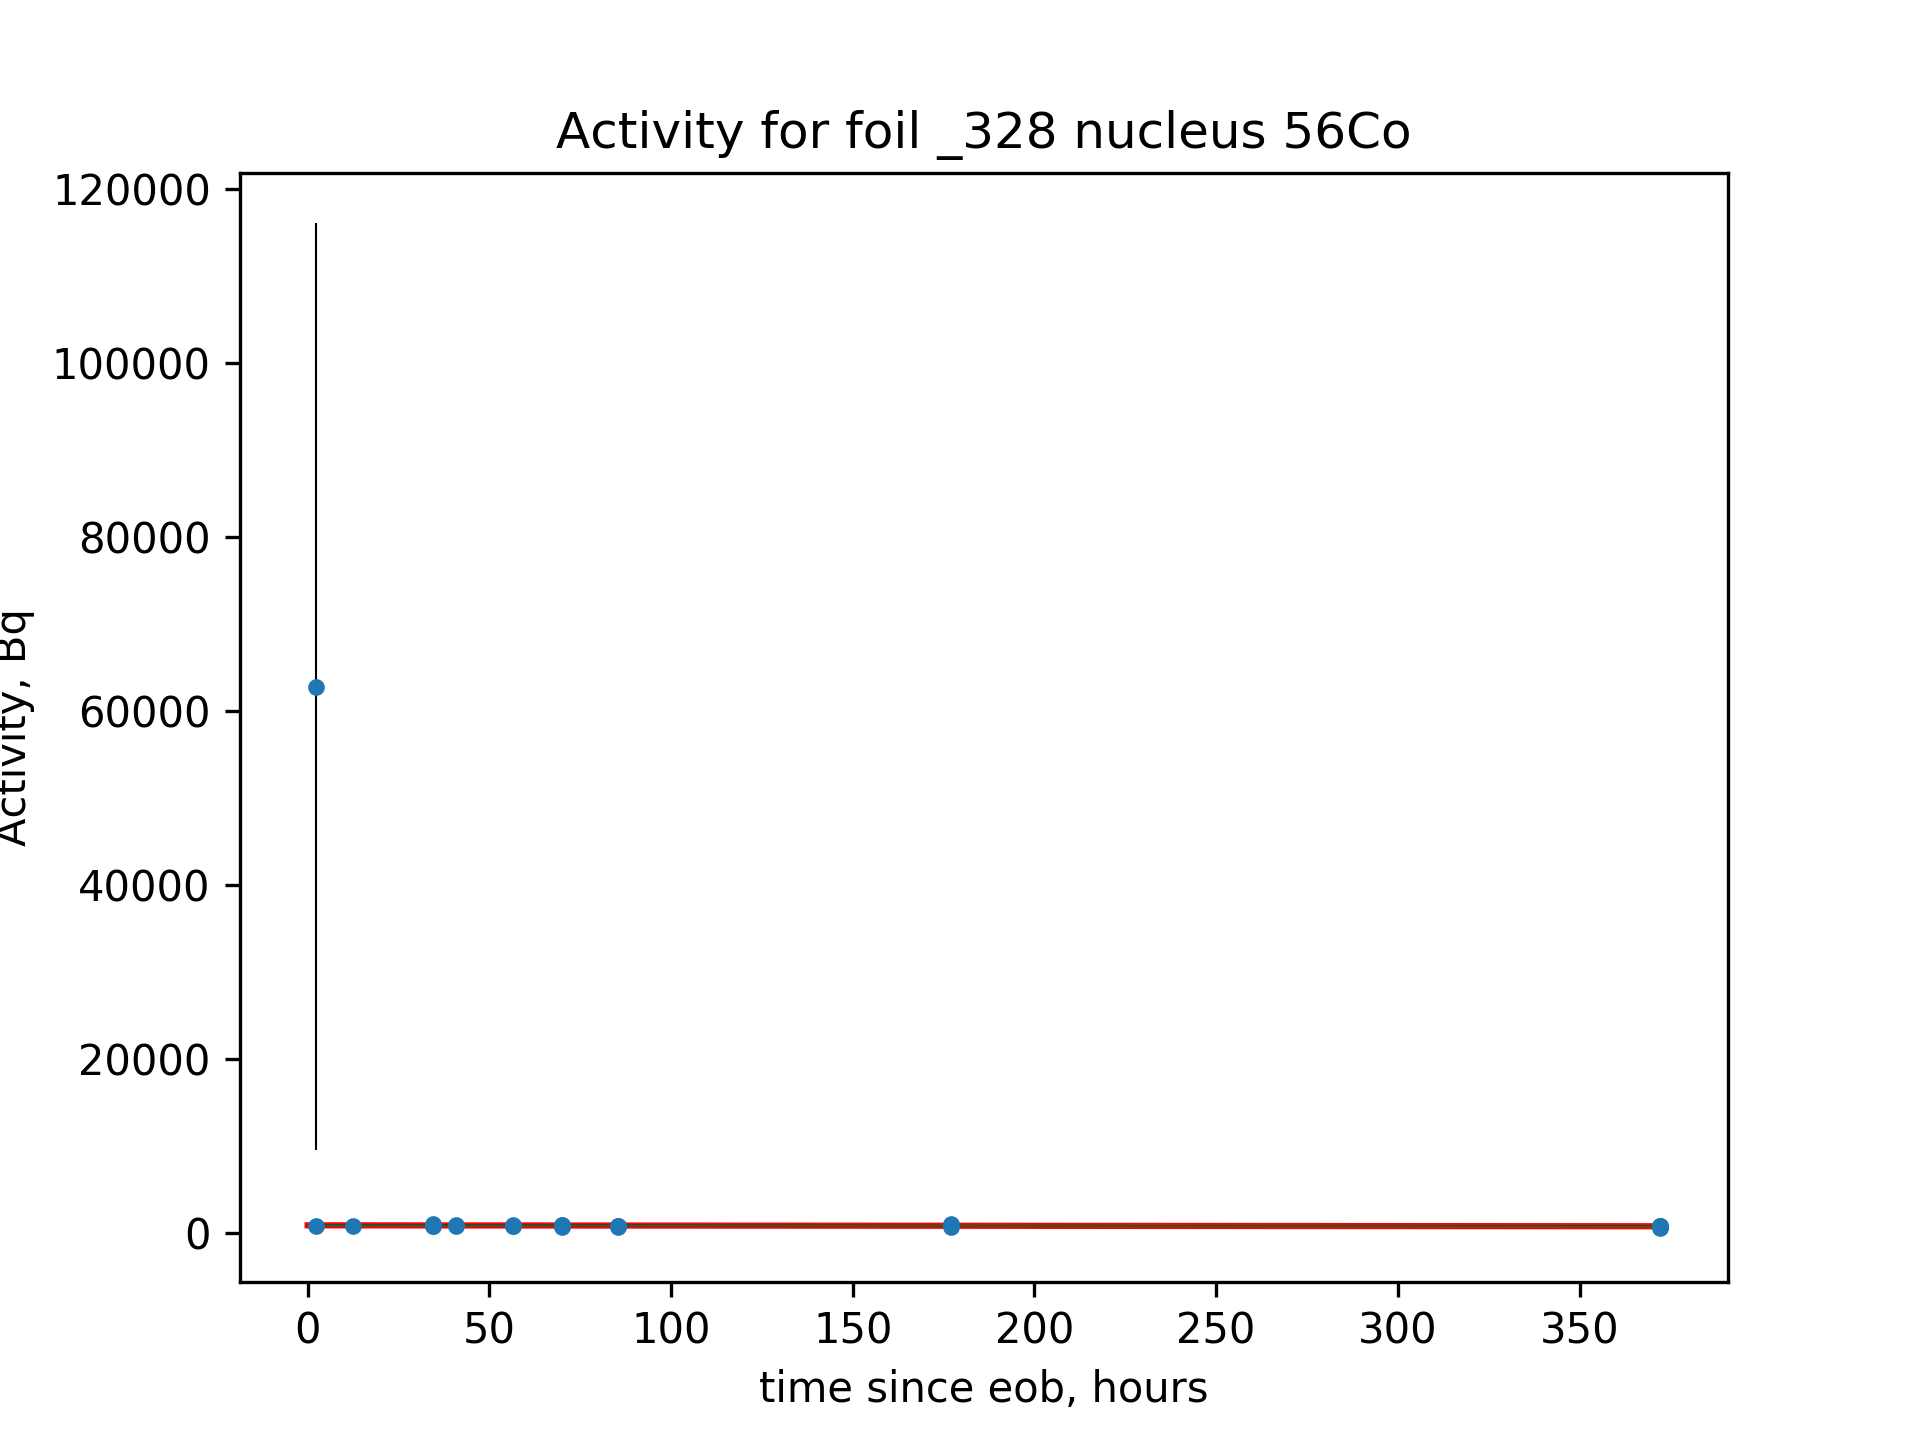 Activity for foil _328 nucleus 56Co
120000
100000
80000
60000
40000
20000
0
Activity, Bq
0 50 100 150 200 250 300 350
time since eob, hours